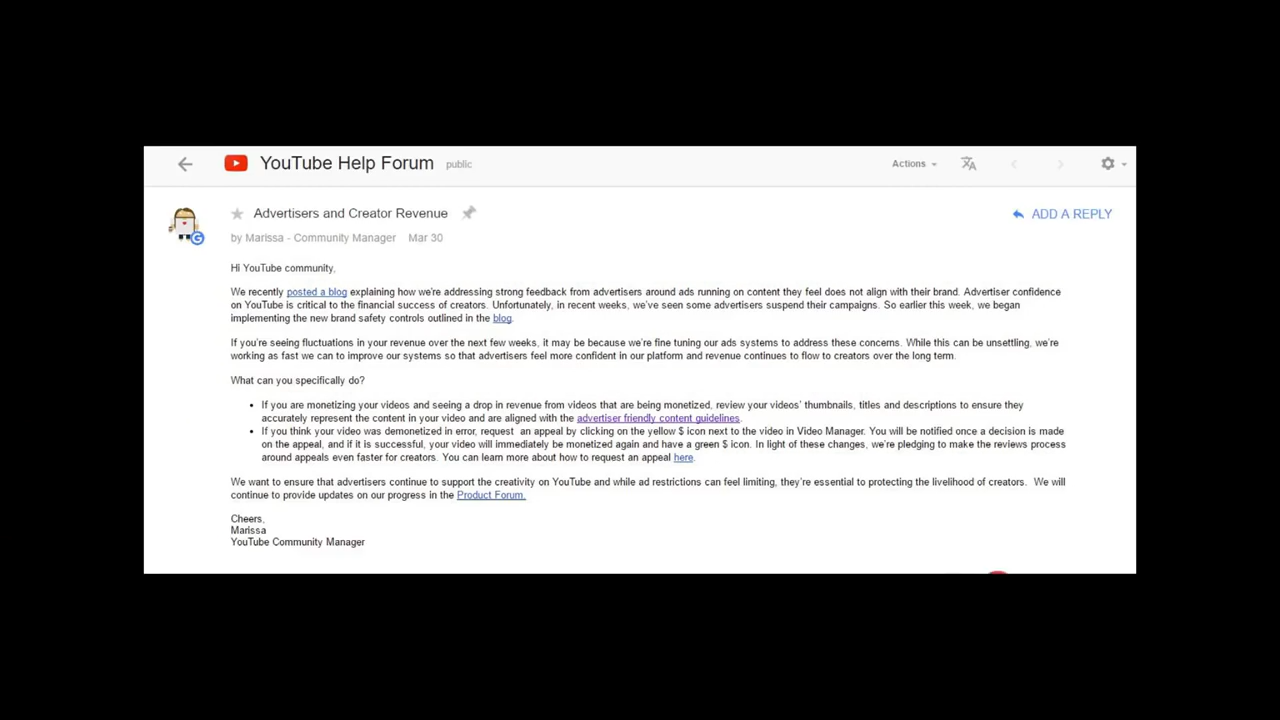 YouTube Help Forum public Actions
Advertisers and Creator Revenue ADD A REPLY
by Marissa - Community Manager Mar 30
Hi YouTube community,
We recently posted a blog explaining how we're addressing strong feedback from advertisers around ads running on content they feel does not align with their brand. Advertiser confidence
on YouTube is critical to the financial success of creators. Unfortunately, in recent weeks, we've seen some advertisers suspend their campaigns. So earlier this week, we began
implementing the new brand safety controls outlined in the blog.
If you're seeing fluctuations in your revenue over the next few weeks, it may be because we're fine tuning our ads systems to address these concerns. While this can be unsettling, we're
working as fast we can to improve our systems so that advertisers feel more confident in our platform and revenue continues to flow to creators over the long term.
What can you specifically do?
• If you are monetizing your videos and seeing a drop in revenue from videos that are being monetized, review your videos' thumbnails, titles and descriptions to ensure they
accurately represent the content in your video and are aligned with the advertiser friendly content guidelines.
• If you think your video was demonetized in error, request an appeal by clicking on the yellow $ icon next to the video in Video Manager. You will be notified once a decision is made
on the appeal, and if it is successful, your video will immediately be monetized again and have a green $ icon. In light of these changes, we're pledging to make the reviews process
around appeals even faster for creators. You can learn more about how to request an appeal here.
We want to ensure that advertisers continue to support the creativity on YouTube and while ad restrictions can feel limiting, they're essential to protecting the livelihood of creators. We will
continue to provide updates on our progress in the Product Forum.
Cheers,
Marissa
YouTube Community Manager